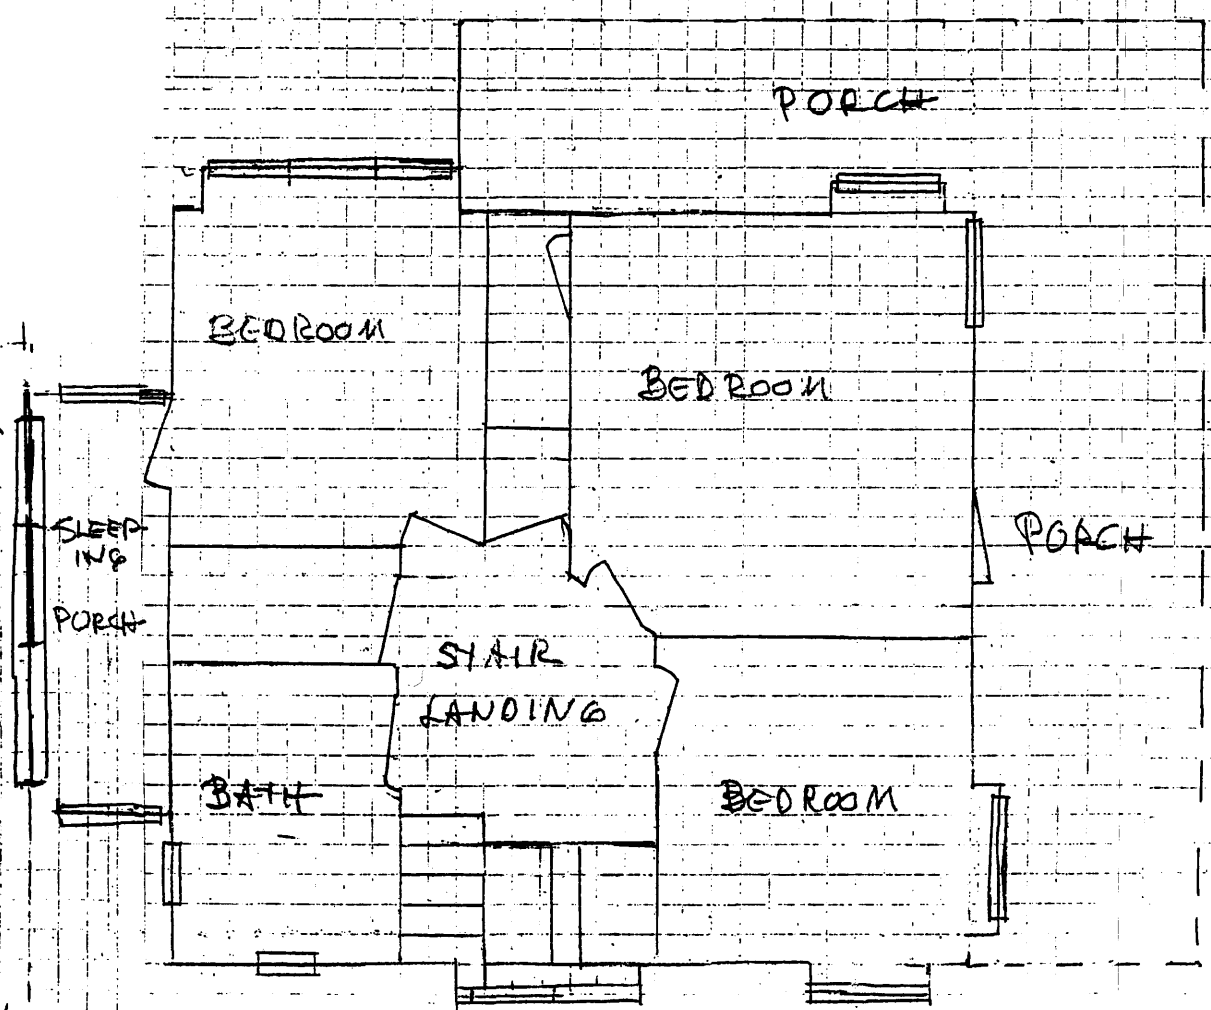 PORCH
BEDROOM
BEDROOM
SLEEP
ING
PORCH
PORCH
STAIR
LANDING
BATH
BEDROOM